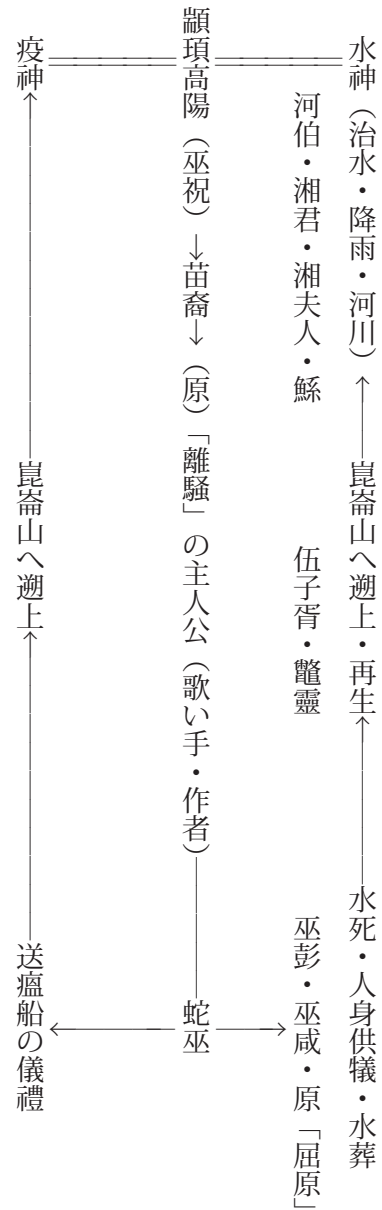 水神（治水・降雨・河川）←崑崙山へ遡上・再生←水死・人身供犠・水葬
河伯・湘君・湘夫人・鯀　伍子胥・鼈靈　巫彭・巫咸・原「屈原」
顓頊高陽（巫祝）→苗裔→（原）「離騒」の主人公（歌い手・作者）—蛇巫
疫神←崑崙山へ遡上←送瘟船の儀禮